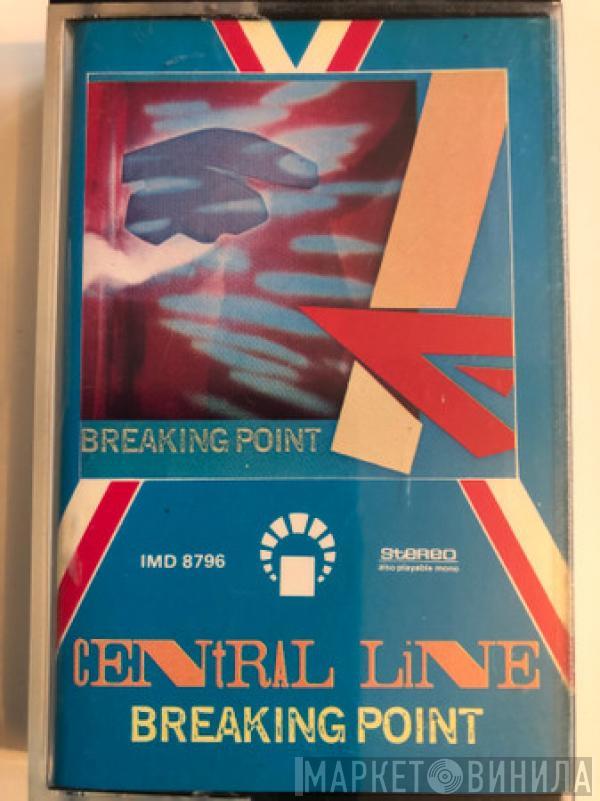 BREAKING POINT
IMD 8796
STEREO
also playable mono
CENtRAL LiNE
BREAKING POINT
МАРКЕТ ВИНИЛА